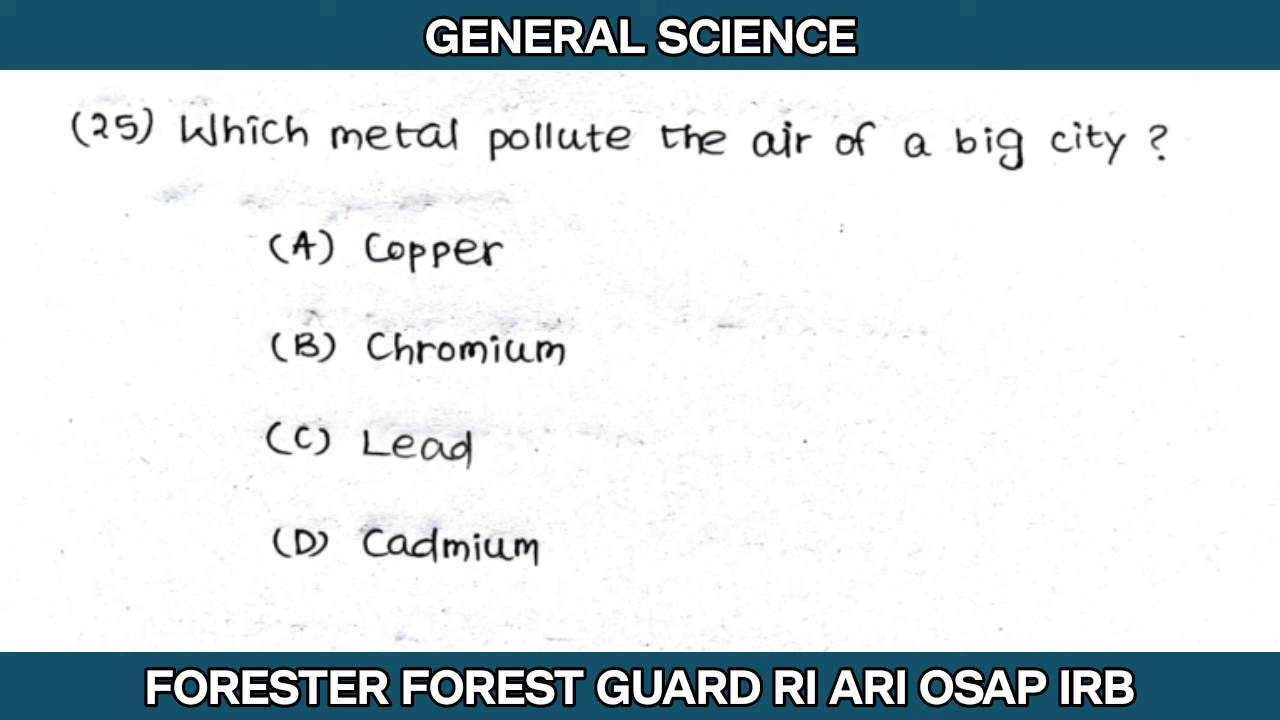 GENERAL SCIENCE
(25) Which metal pollute the air of a big city ?
(A) Copper
(B) Chromium
(C) Lead
(D) Cadmium
FORESTER FOREST GUARD RI ARI OSAP IRB